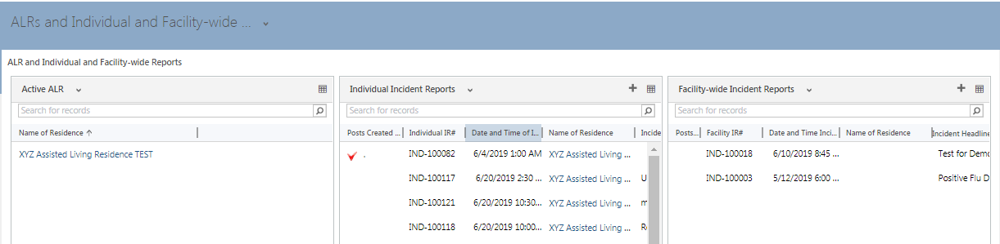 ALRs and Individual and Facility-wide ...
ALR and Individual and Facility-wide Reports
Active ALR
Search for records
Name of Residence
XYZ Assisted Living Residence TEST
Individual Incident Reports
Search for records
Posts Created ... Individual IR# Date and Time of I... Name of Residence Incide
IND-100082 6/4/2019 1:00 AM XYZ Assisted Living ...
IND-100117 6/20/2019 2:30 ... XYZ Assisted Living ... U
IND-100121 6/20/2019 10:30... XYZ Assisted Living ... m
IND-100118 6/20/2019 10:00... XYZ Assisted Living ... Re
Facility-wide Incident Reports
Search for records
Posts... Facility IR# Date and Time Inci... Name of Residence Incident Headline
IND-100018 6/10/2019 8:45 ... Test for Demo
IND-100003 5/12/2019 6:00 ... Positive Flu D